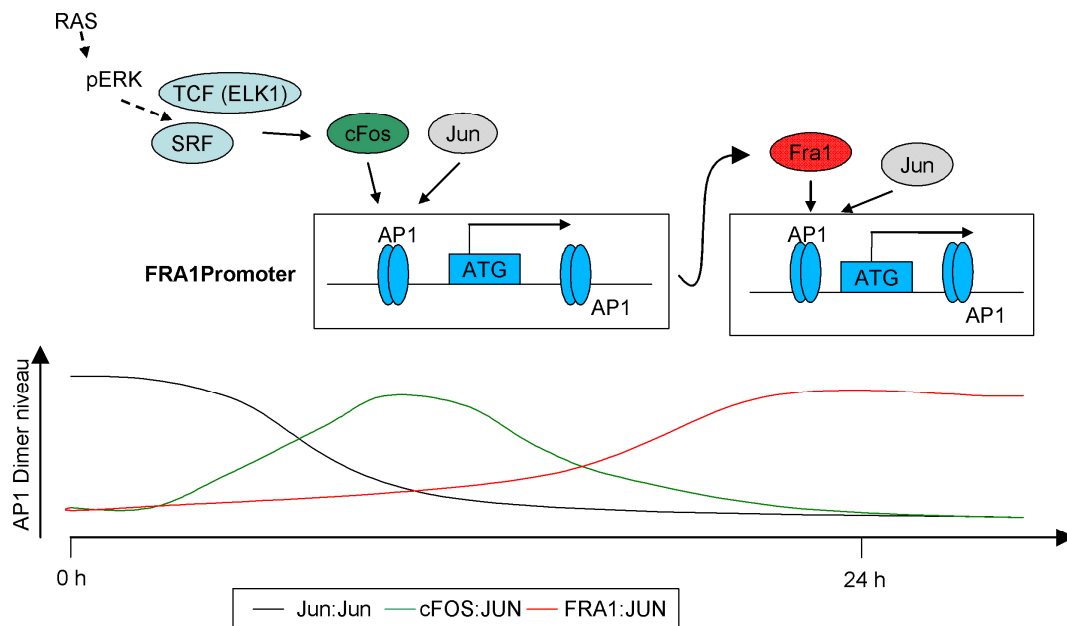 RAS
pERK
TCF (ELK1)
SRF
cFos
Jun
Fra1
Jun
FRA1Promoter
AP1
ATG
AP1
AP1
ATG
AP1
AP1 Dimer niveau
0 h
24 h
Jun:Jun
cFOS:JUN
FRA1:JUN